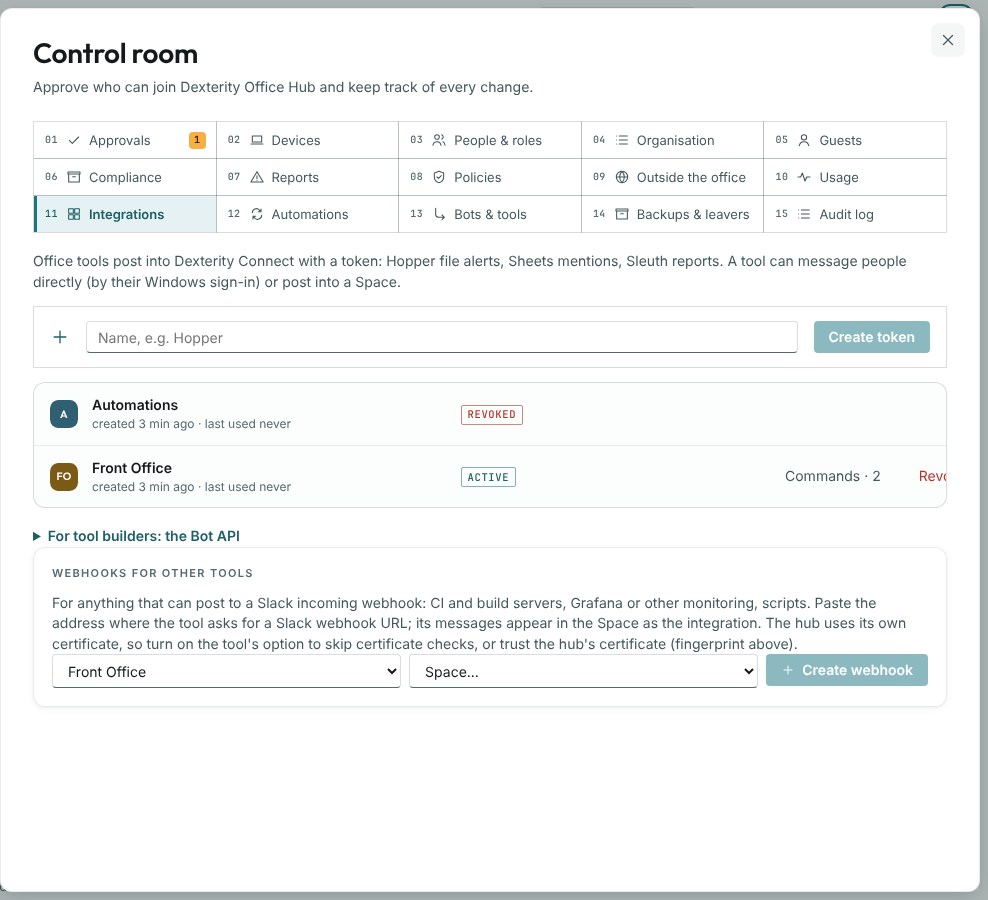 Control room
Approve who can join Dexterity Office Hub and keep track of every change.
01 Approvals 1
02 Devices
03 People & roles
04 Organisation
05 Guests
06 Compliance
07 Reports
08 Policies
09 Outside the office
10 Usage
11 Integrations
12 Automations
13 Bots & tools
14 Backups & leavers
15 Audit log
Office tools post into Dexterity Connect with a token: Hopper file alerts, Sheets mentions, Sleuth reports. A tool can message people
directly (by their Windows sign-in) or post into a Space.
Name, e.g. Hopper
Create token
A
Automations
created 3 min ago · last used never
REVOKED
FO
Front Office
created 3 min ago · last used never
ACTIVE
Commands · 2
Revo
For tool builders: the Bot API
WEBHOOKS FOR OTHER TOOLS
For anything that can post to a Slack incoming webhook: CI and build servers, Grafana or other monitoring, scripts. Paste the
address where the tool asks for a Slack webhook URL; its messages appear in the Space as the integration. The hub uses its own
certificate, so turn on the tool's option to skip certificate checks, or trust the hub's certificate (fingerprint above).
Front Office
Space...
+ Create webhook